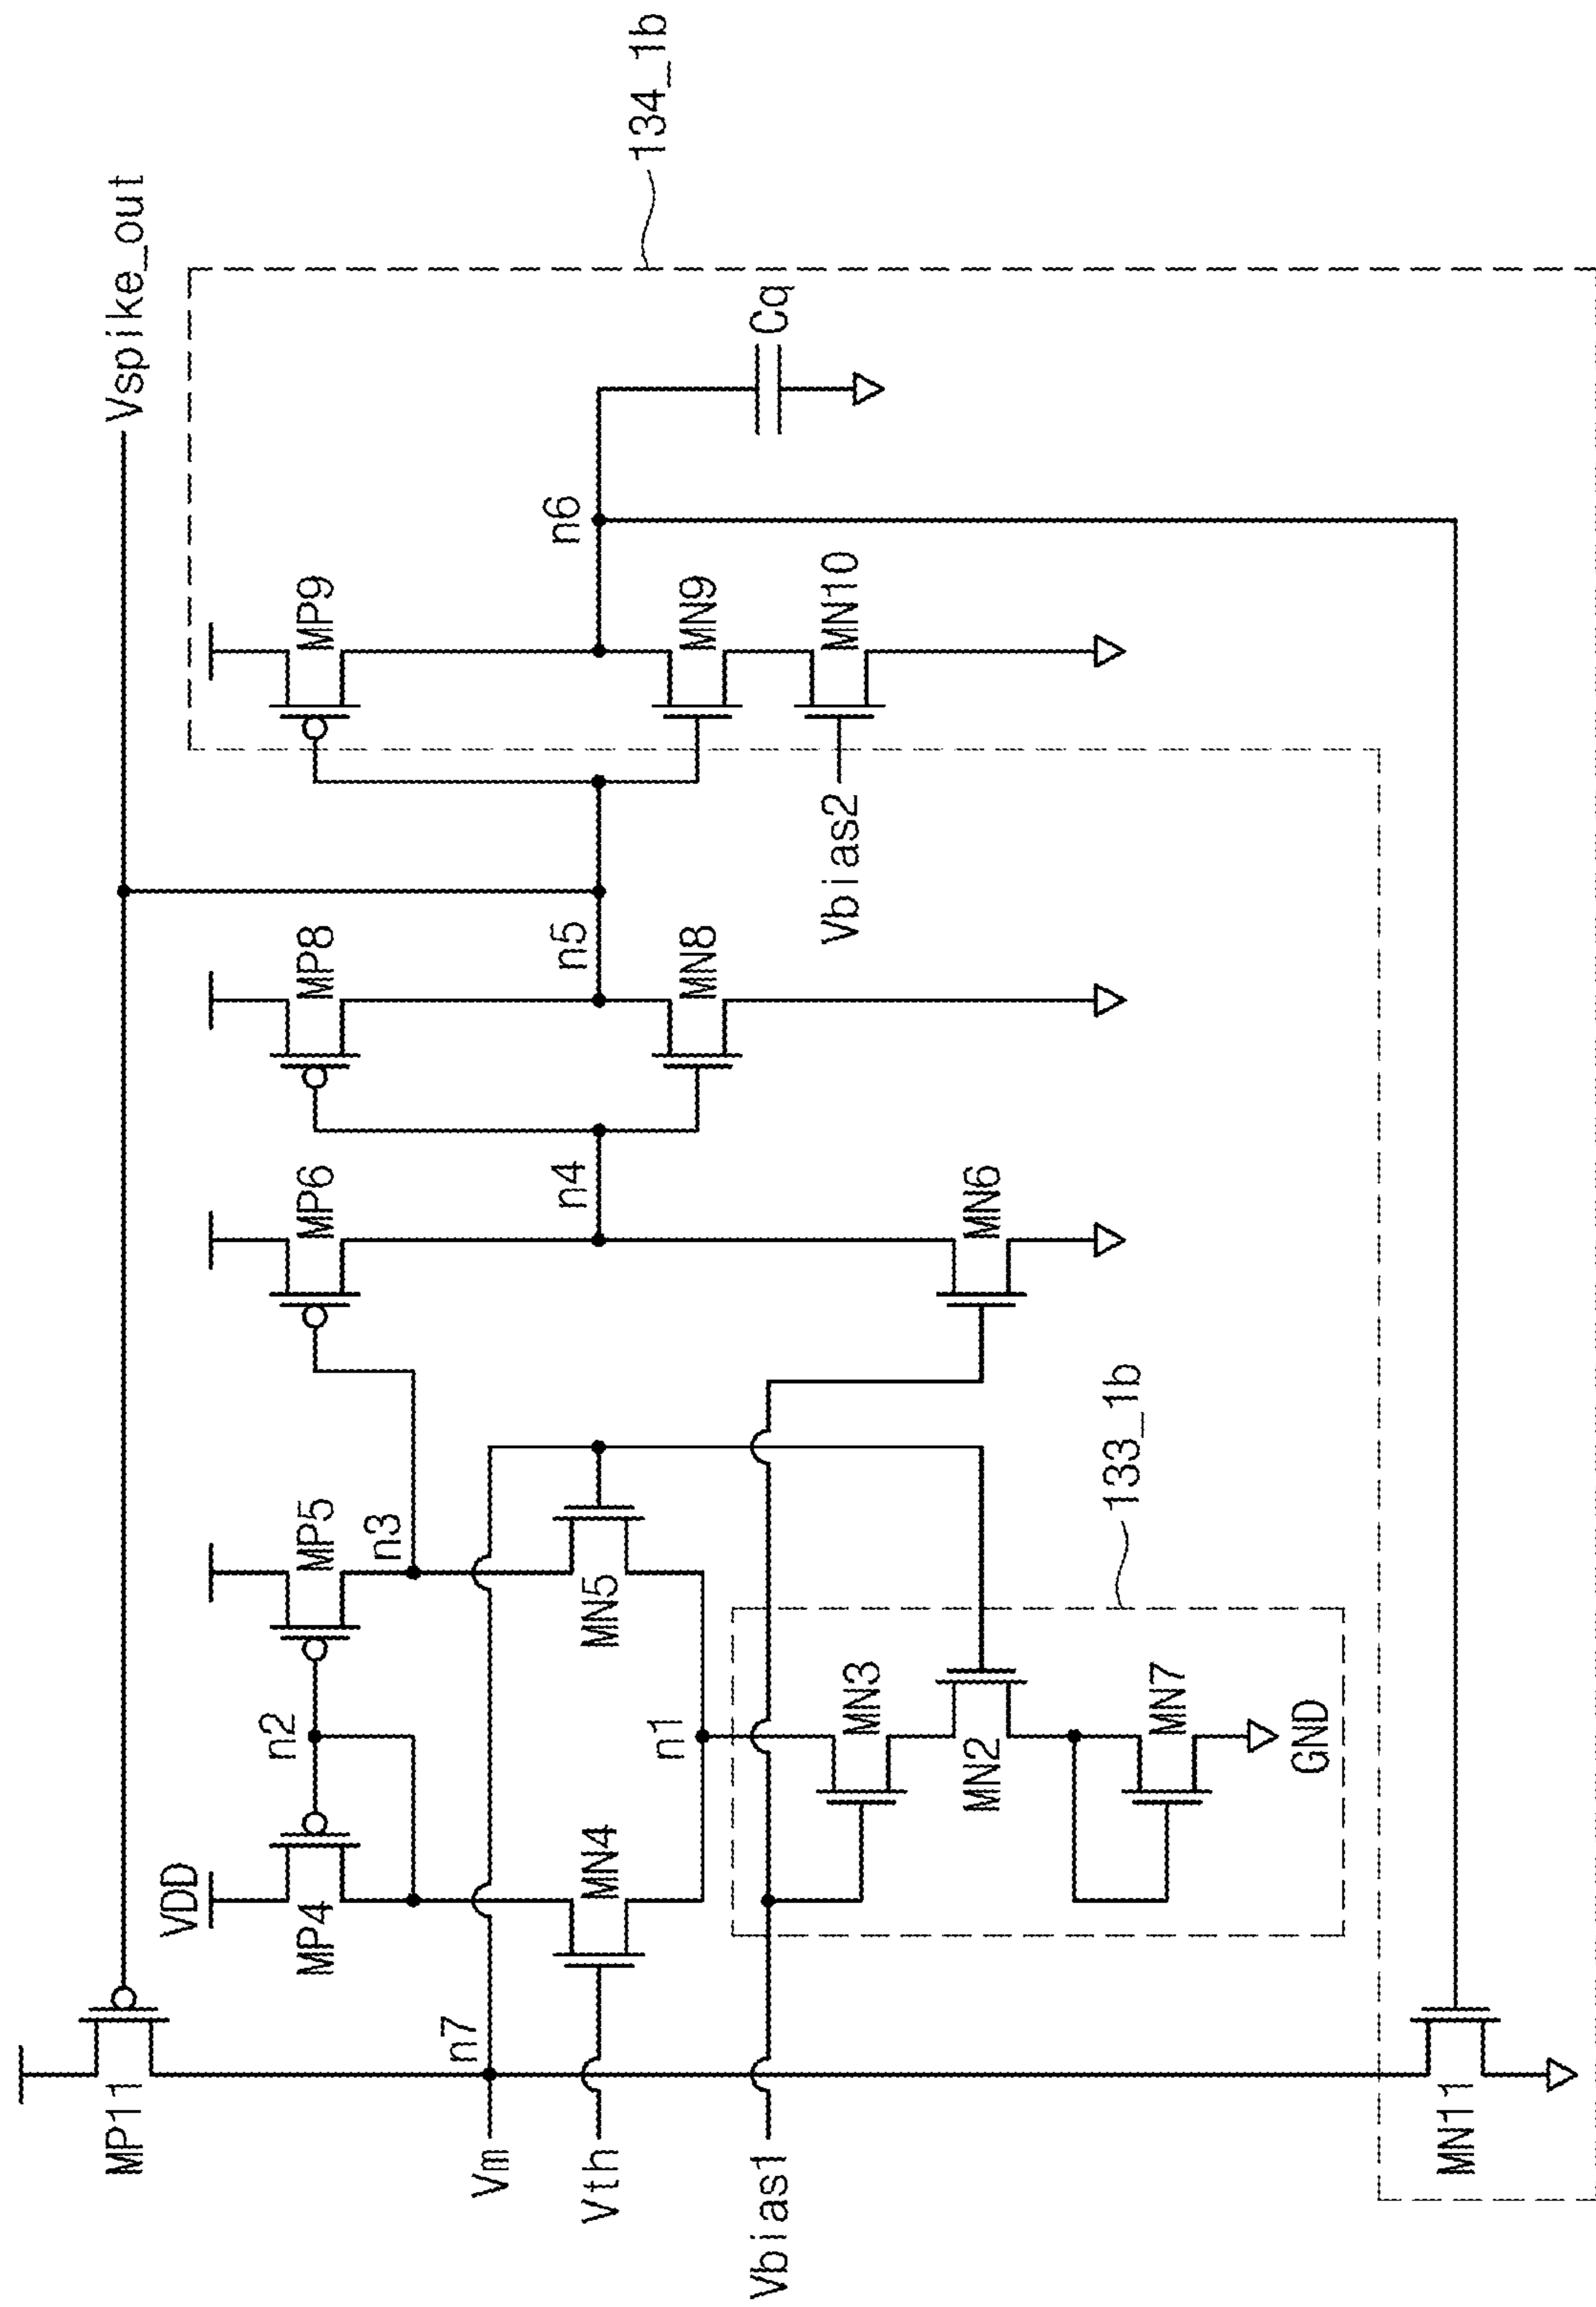 134_1b
Vspike_out
Cq
n6
MP9
MN9
MN10
Vbias2
n5
MP8
MN8
n4
MP6
MN6
133_1b
MP5
n3
MN5
n2
n1
MN3
MN2
MN7
GND
VDD
MP4
MN4
n7
MP11
Vm
Vth
Vbias1
MN11